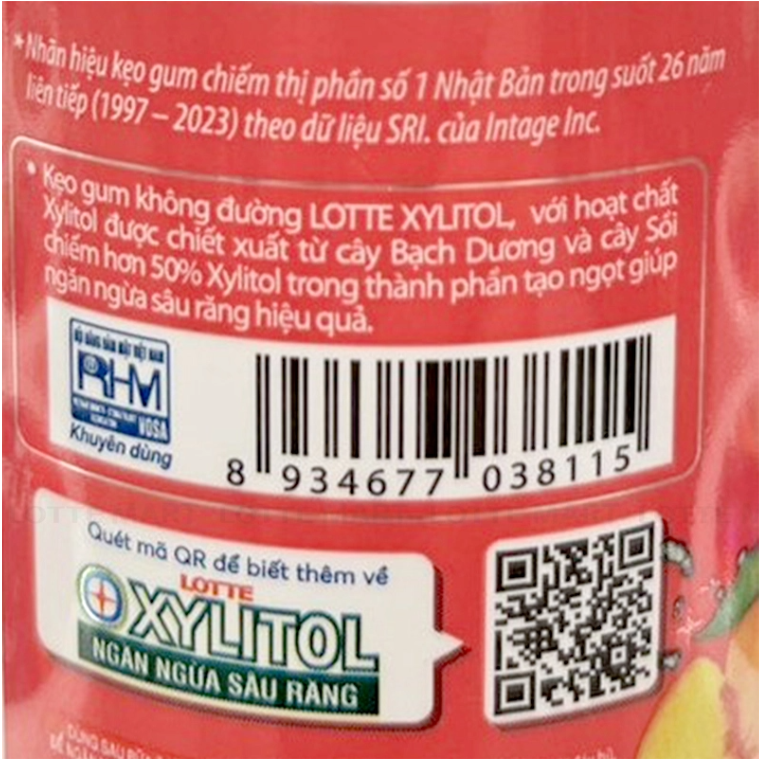 *Nhãn hiệu kẹo gum chiếm thị phần số 1 Nhật Bản trong suốt 26 năm
liên tiếp (1997 – 2023) theo dữ liệu SRI. của Intage Inc.
• Kẹo gum không đường LOTTE XYLITOL, với hoạt chất
Xylitol được chiết xuất từ cây Bạch Dương và cây Sồi
chiếm hơn 50% Xylitol trong thành phần tạo ngọt giúp
ngăn ngừa sâu răng hiệu quả.
RHM
VOSA
Khuyên dùng
8 934677 038115
Quét mã QR để biết thêm về
LOTTE
XYLITOL
NGĂN NGỪA SÂU RĂNG